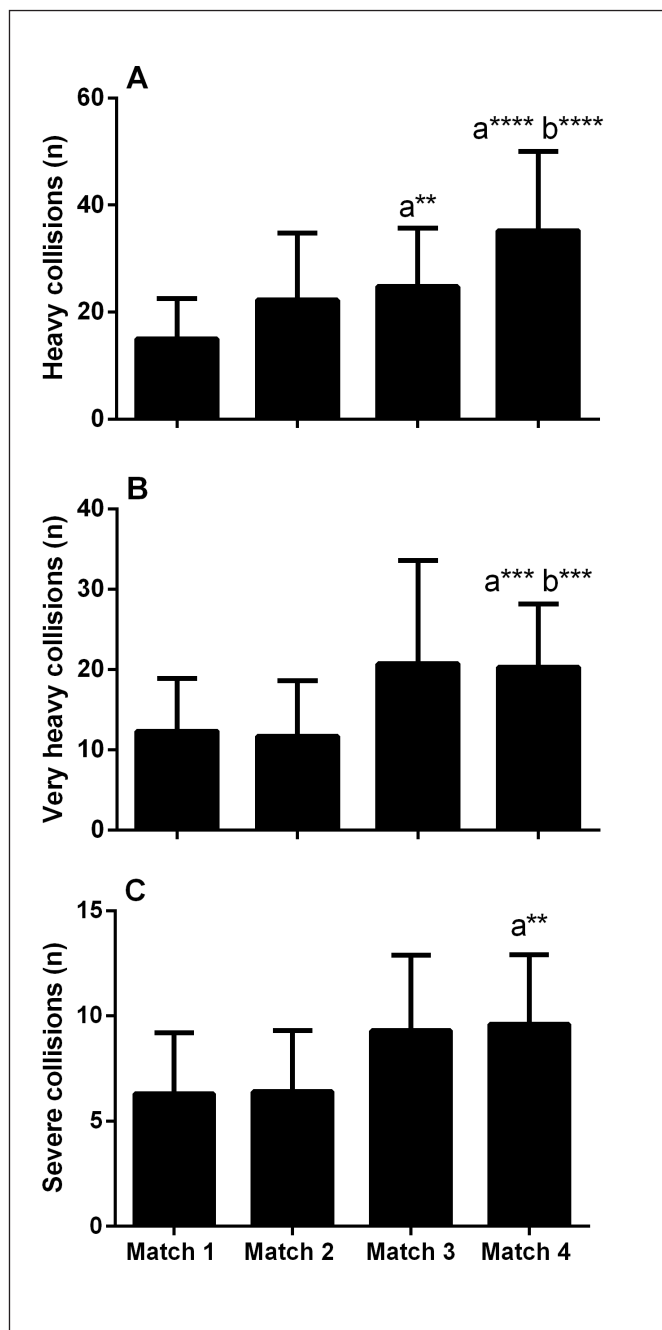 A
Heavy collisions (n)
60
40
20
0
a**
a**** b****
B
Very heavy collisions (n)
40
30
20
10
0
a*** b***
C
Severe collisions (n)
15
10
5
0
a**
Match 1 Match 2 Match 3 Match 4